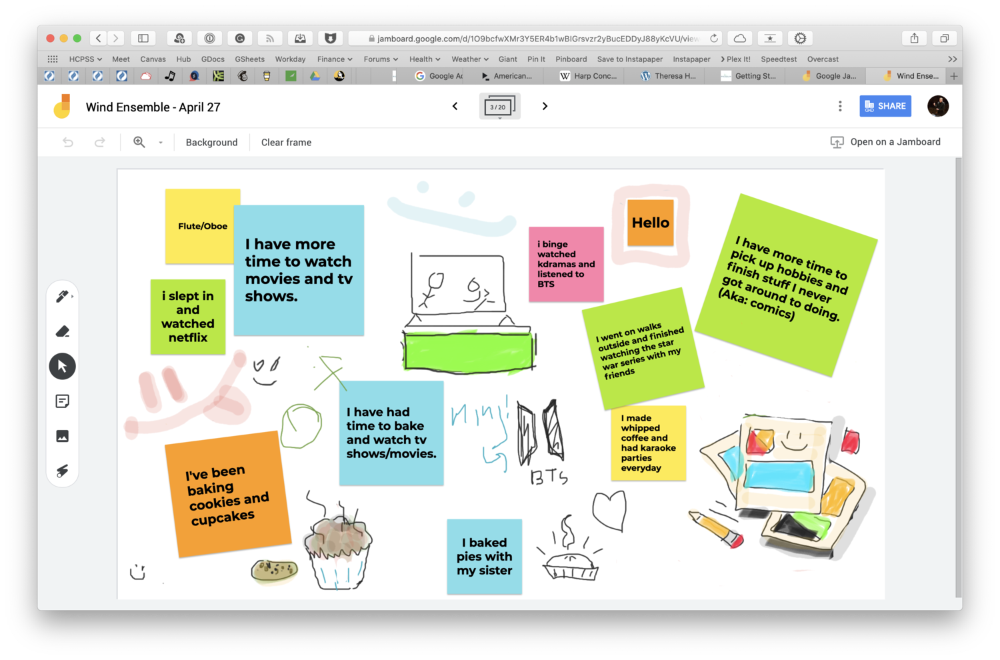 jamboard.google.com/d/1O9bcfwXMr3Y5ER4b1wBIGrsvzr2yBucEDDyJ88yKcVU/view
HCPSS Meet Canvas Hub GDocs GSheets Workday Finance Forums Health Weather Giant Pin It Pinboard Save to Instapaper Instapaper Plex It! Speedtest Overcast
Google Ac American... Harp Conc... Theresa H... Getting St... Google Ja... Wind Ense...
Wind Ensemble - April 27
3 / 20
SHARE
Background
Clear frame
Open on a Jamboard
Flute/Oboe
I have more
time to watch
movies and tv
shows.
i slept in
and
watched
netflix
i binge
watched
kdramas and
listened to
BTS
Hello
I have more time to
pick up hobbies and
finish stuff I never
got around to doing.
(Aka: comics)
I went on walks
outside and finished
watching the star
war series with my
friends
I have had
time to bake
and watch tv
shows/movies.
BTS
I made
whipped
coffee and
had karaoke
parties
everyday
I've been
baking
cookies and
cupcakes
I baked
pies with
my sister